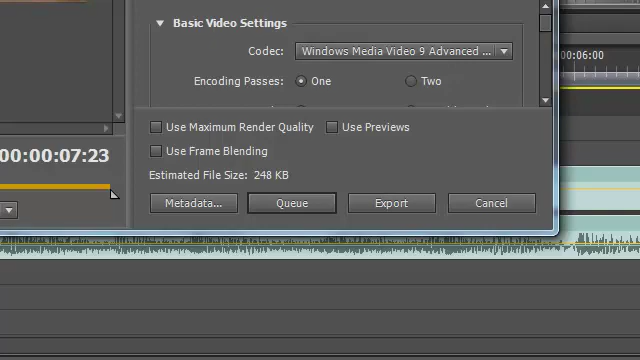 Basic Video Settings
Codec: Windows Media Video 9 Advanced ...
Encoding Passes: One Two
00:06:00
Use Maximum Render Quality Use Previews
Use Frame Blending
00:00:07:23
Estimated File Size: 248 KB
Metadata... Queue Export Cancel